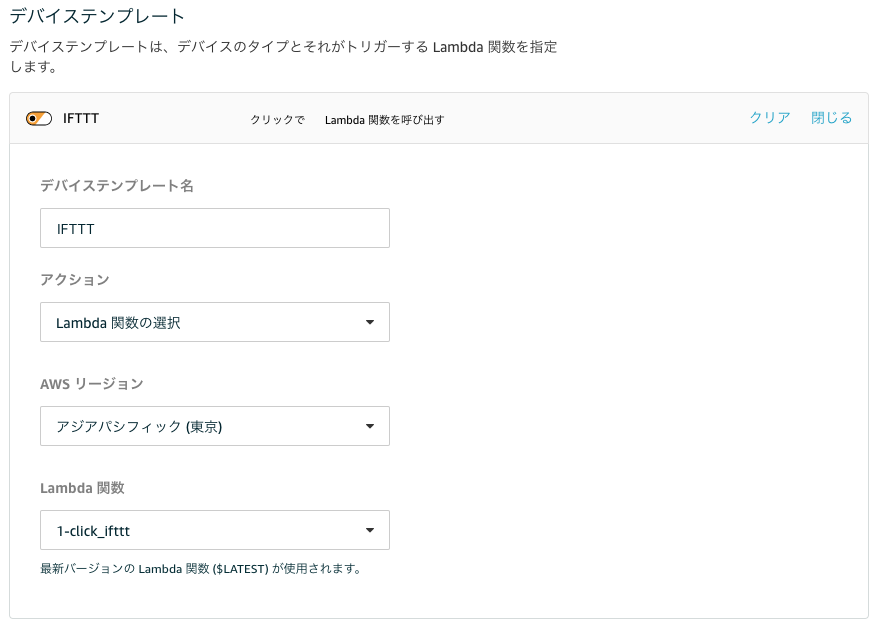 デバイステンプレート
デバイステンプレートは、デバイスのタイプとそれがトリガーする Lambda 関数を指定
します。
IFTTT クリックで Lambda 関数を呼び出す クリア 閉じる
デバイステンプレート名
IFTTT
アクション
Lambda 関数の選択
AWS リージョン
アジアパシフィック (東京)
Lambda 関数
1-click_ifttt
最新バージョンの Lambda 関数 ($LATEST) が使用されます。